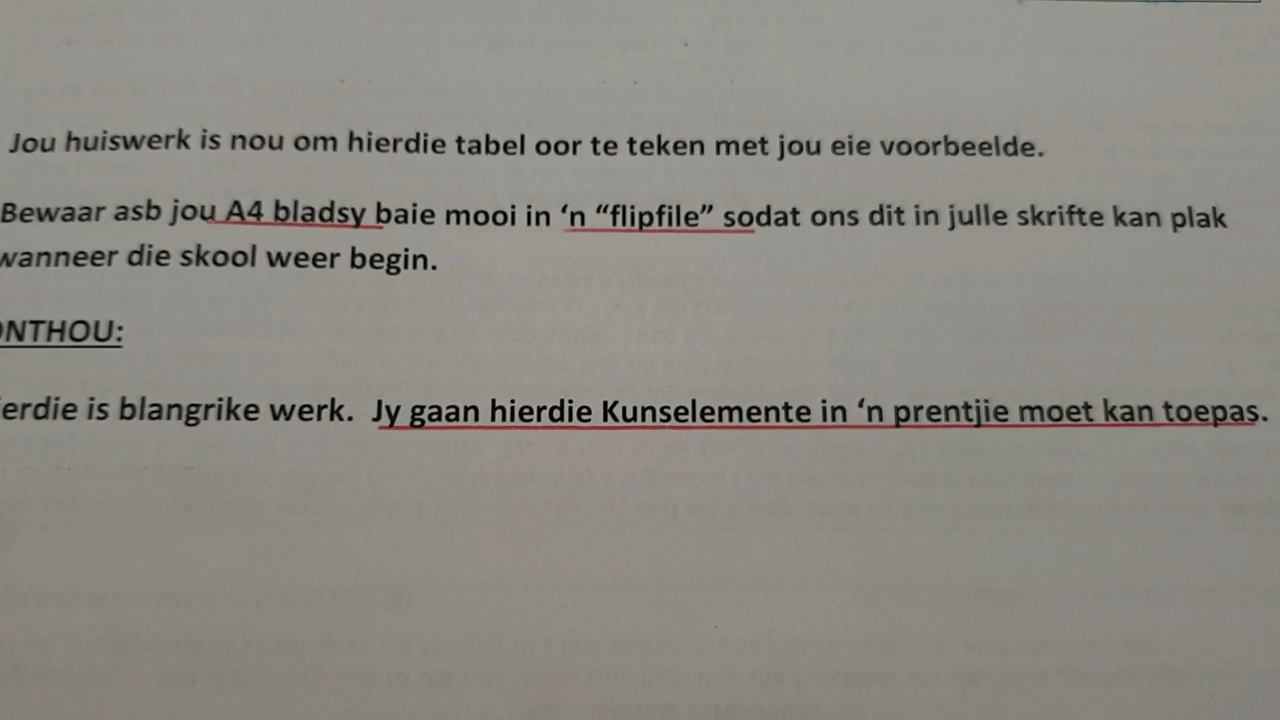 Jou huiswerk is nou om hierdie tabel oor te teken met jou eie voorbeelde.
Bewaar asb jou A4 bladsy baie mooi in ‘n “flipfile” sodat ons dit in julle skrifte kan plak
wanneer die skool weer begin.
ONTHOU:
ierdie is blangrike werk. Jy gaan hierdie Kunselemente in ‘n prentjie moet kan toepas.